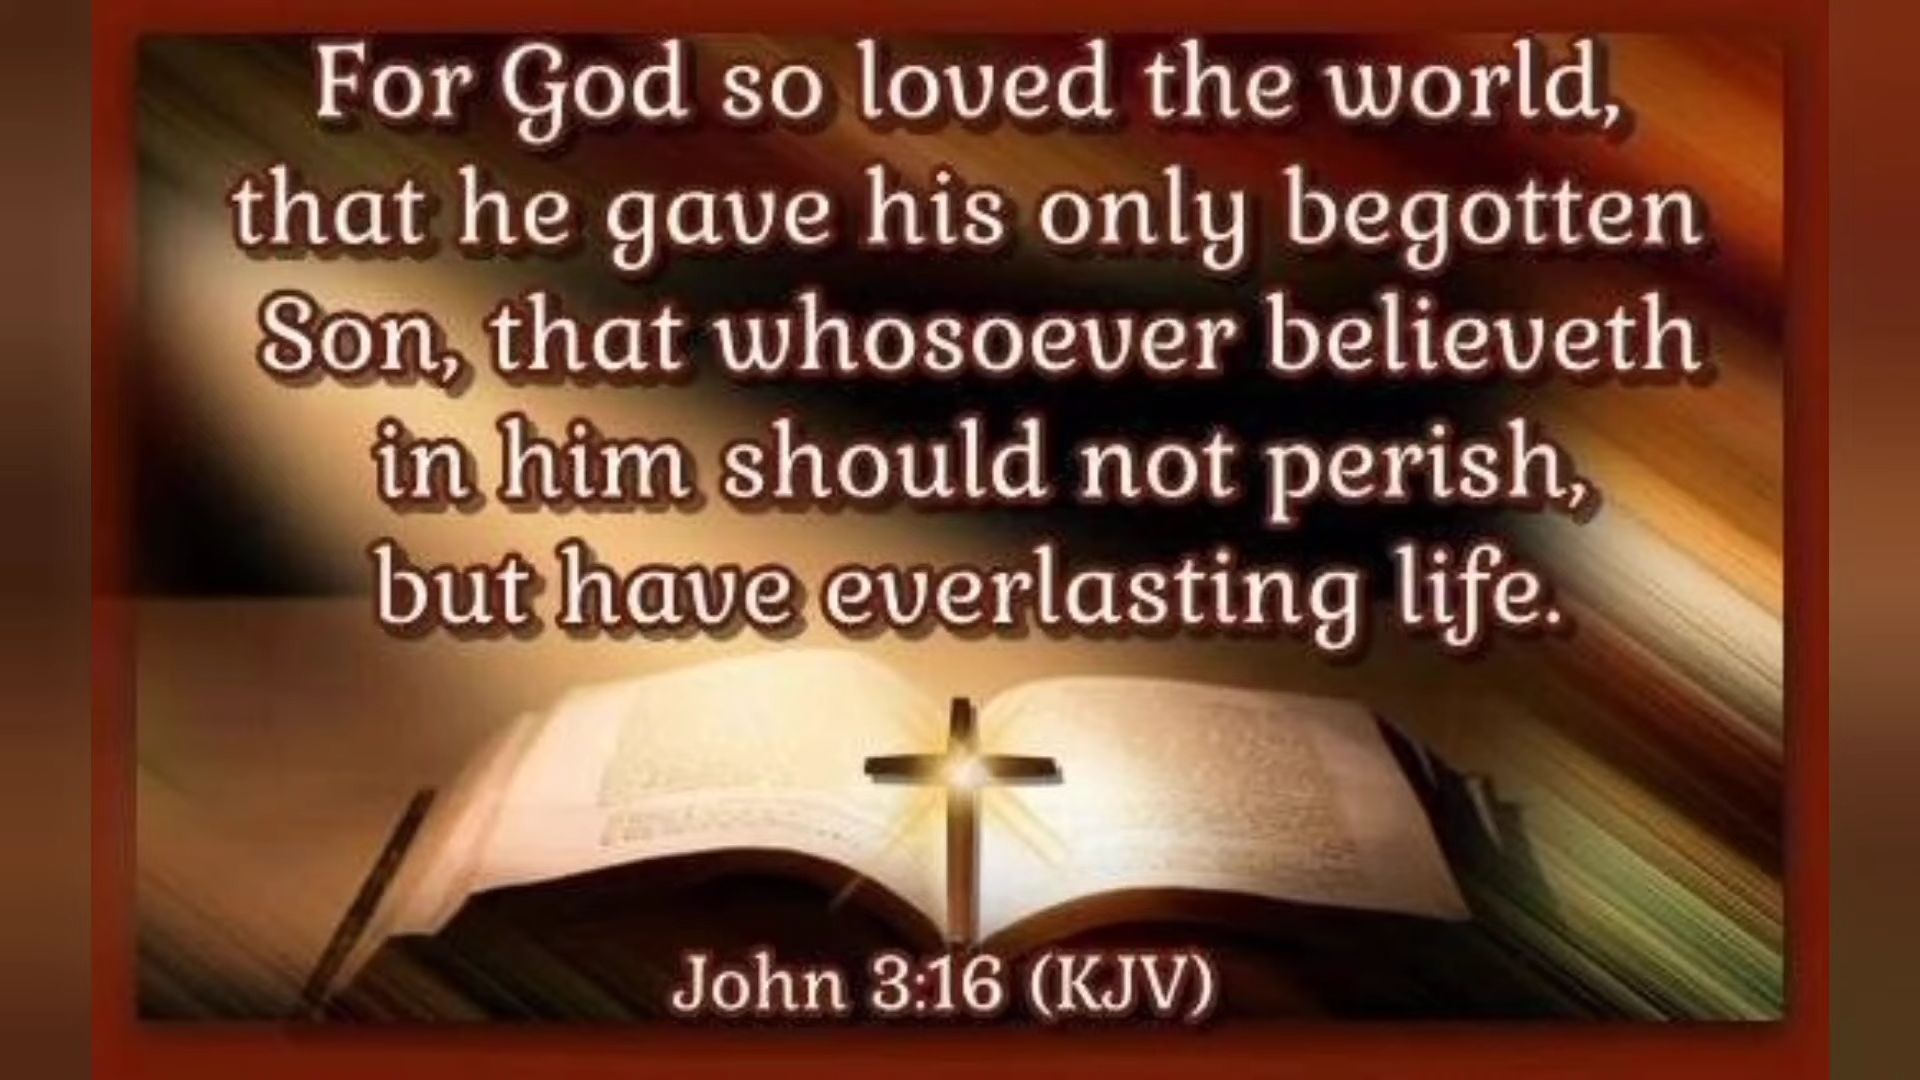 For God so loved the world,
that he gave his only begotten
Son, that whosoever believeth
in him should not perish,
but have everlasting life.
John 3:16 (KJV)